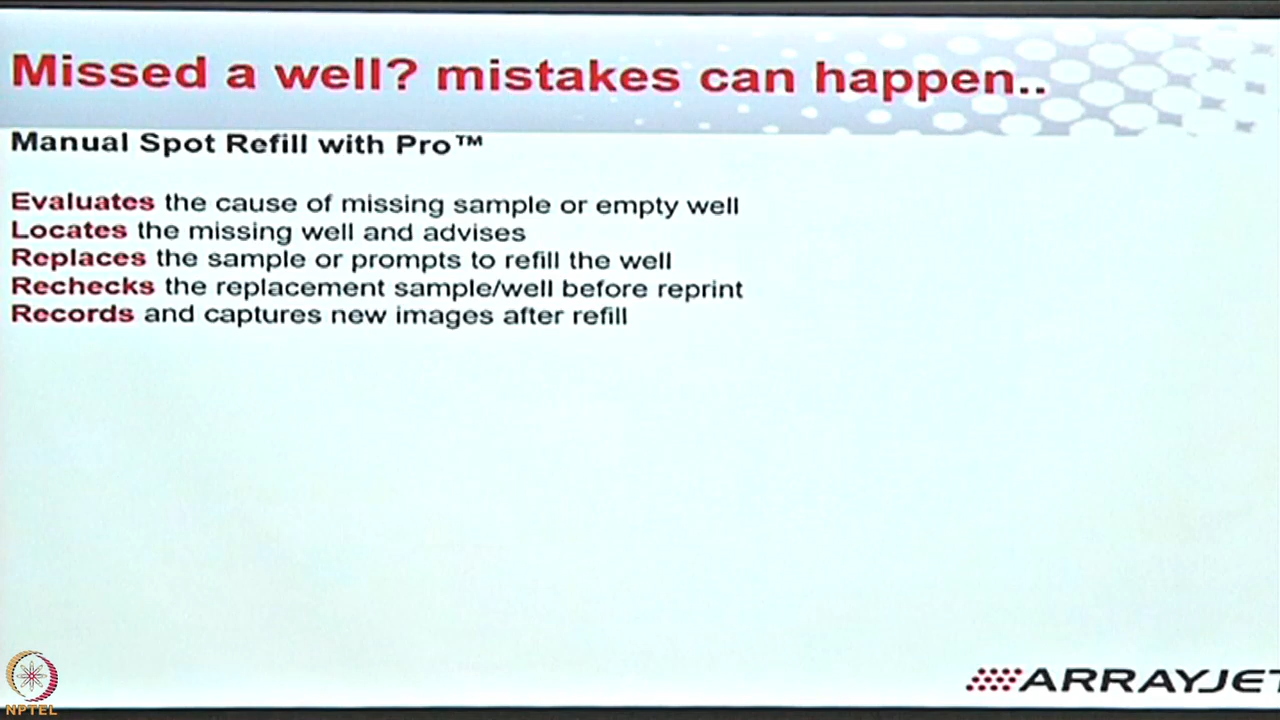 Missed a well? mistakes can happen..
Manual Spot Refill with Pro™
Evaluates the cause of missing sample or empty well
Locates the missing well and advises
Replaces the sample or prompts to refill the well
Rechecks the replacement sample/well before reprint
Records and captures new images after refill
ARRAYJET
NPTEL